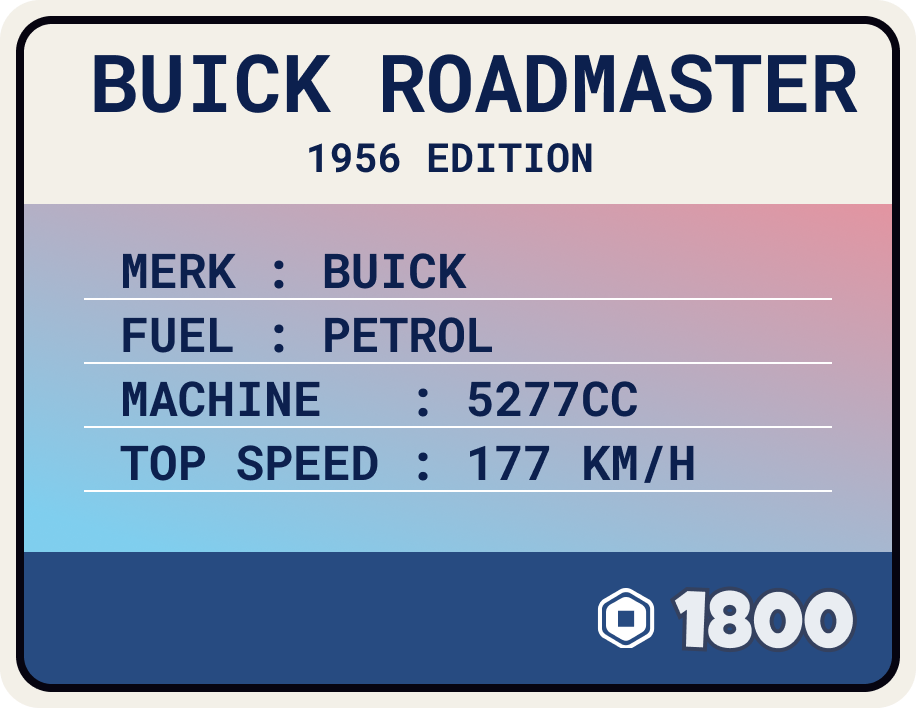 BUICK ROADMASTER
1956 EDITION
MERK : BUICK
FUEL : PETROL
MACHINE : 5277CC
TOP SPEED : 177 KM/H
1800